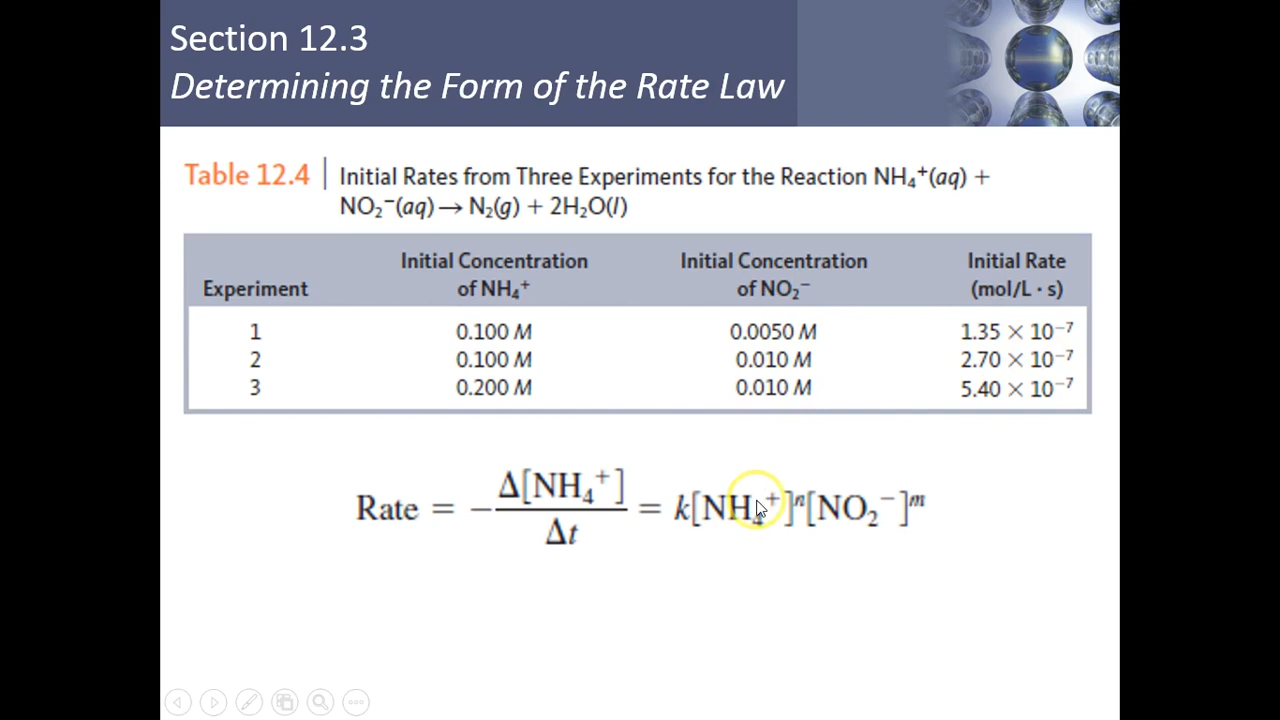 Section 12.3
Determining the Form of the Rate Law
Table 12.4 | Initial Rates from Three Experiments for the Reaction NH₄⁺(aq) +
NO₂⁻(aq) → N₂(g) + 2H₂O(l)
Experiment Initial Concentration of NH₄⁺ Initial Concentration of NO₂⁻ Initial Rate (mol/L · s)
1 0.100 M 0.0050 M 1.35 × 10⁻⁷
2 0.100 M 0.010 M 2.70 × 10⁻⁷
3 0.200 M 0.010 M 5.40 × 10⁻⁷
Rate = −Δ[NH₄⁺]/Δt = k[NH₄⁺]ⁿ[NO₂⁻]ᵐ